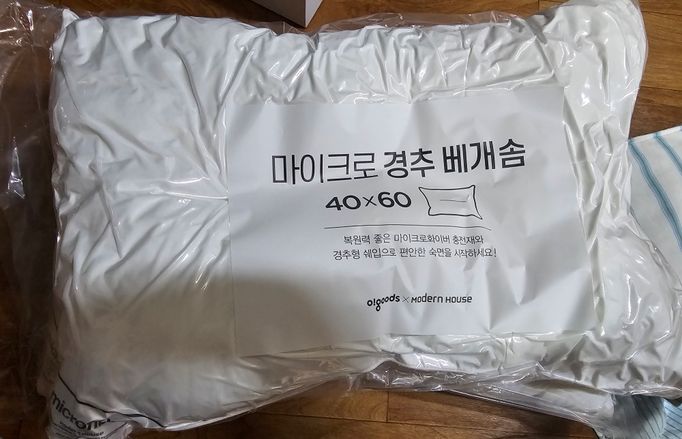 마이크로 경추 베개솜
40×60
복원력 좋은 마이크로화이버 충전재와
경추형 쉐입으로 편안한 숙면을 시작하세요!
o!goods × MODERN HOUSE